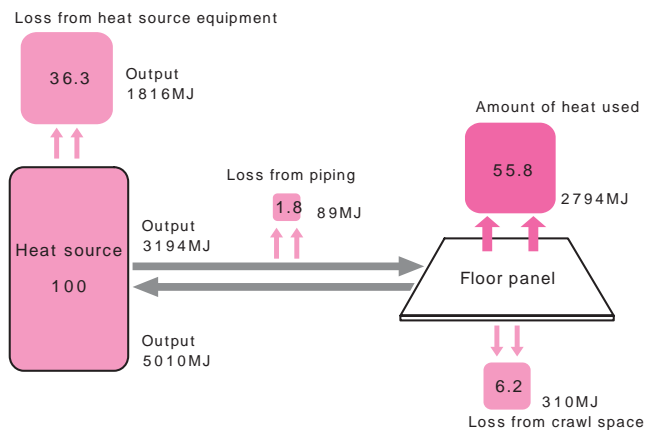 Loss from heat source equipment
36.3
Output
1816MJ
Amount of heat used
55.8
2794MJ
Loss from piping
1.8
89MJ
Heat source
100
Output
3194MJ
Floor panel
Output
5010MJ
6.2
310MJ
Loss from crawl space